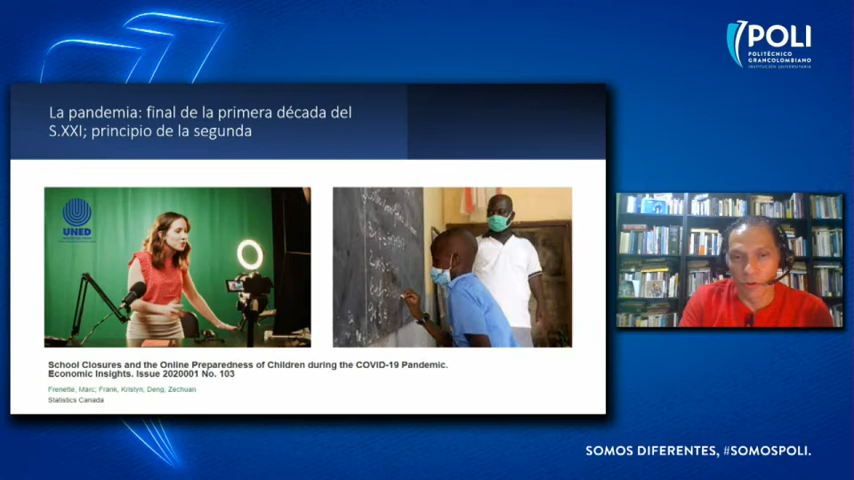 POLI
POLITÉCNICO
GRANCOLOMBIANO
INSTITUCIÓN UNIVERSITARIA
La pandemia: final de la primera década del
S.XXI; principio de la segunda
UNED
School Closures and the Online Preparedness of Children during the COVID-19 Pandemic.
Economic Insights. Issue 2020001 No. 103
Frenette, Marc; Frank, Kristyn; Deng, Zechuan
Statistics Canada
SOMOS DIFERENTES, #SOMOSPOLI.